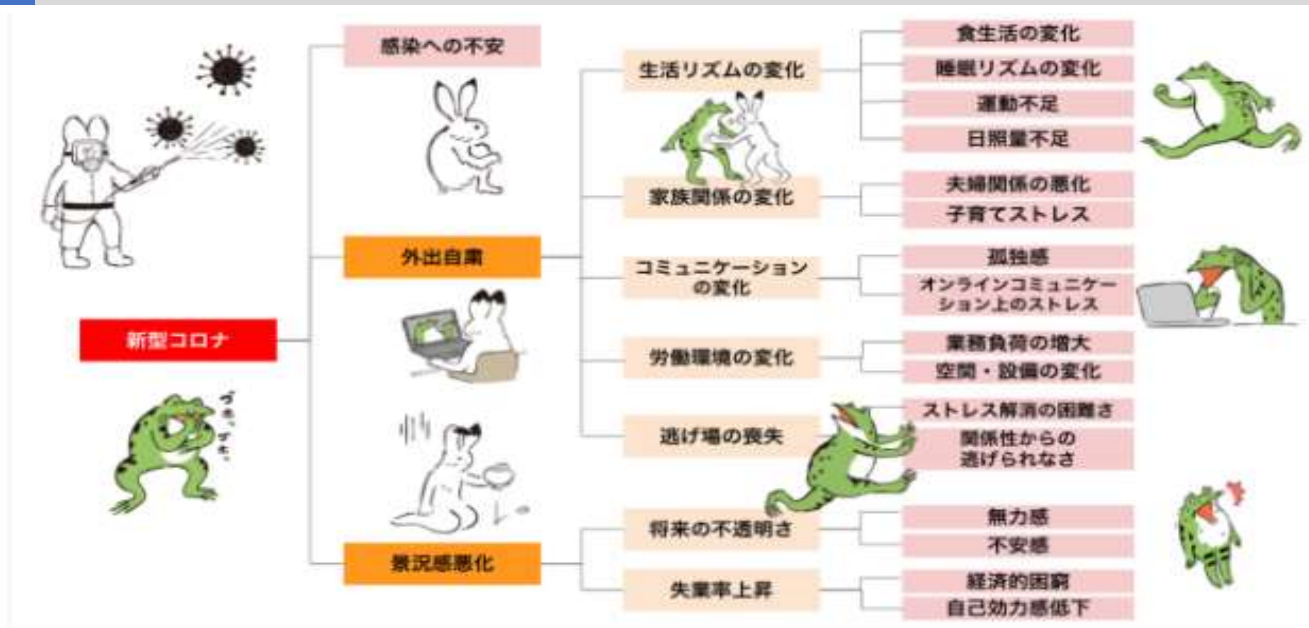 新型コロナ
感染への不安
外出自粛
景況感悪化
生活リズムの変化
食生活の変化
睡眠リズムの変化
運動不足
日照量不足
家族関係の変化
夫婦関係の悪化
子育てストレス
コミュニケーション
の変化
孤独感
オンラインコミュニケー
ション上のストレス
労働環境の変化
業務負荷の増大
空間・設備の変化
逃げ場の喪失
ストレス解消の困難さ
関係性からの
逃げられなさ
将来の不透明さ
無力感
不安感
失業率上昇
経済的困窮
自己効力感低下